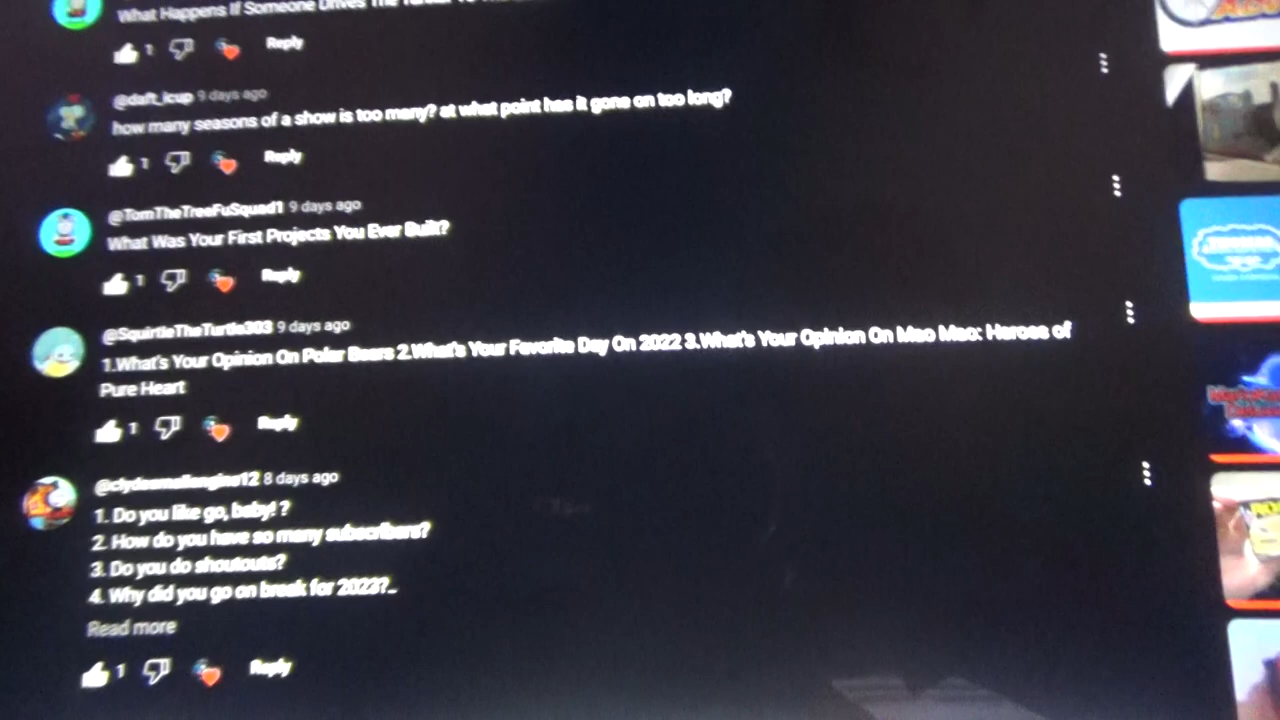 What Happens If Someone Drives The
1 Reply
@daft_icup 9 days ago
how many seasons of a show is too many? at what point has it gone on too long?
1 Reply
@TomTheTreeFuSquad1 9 days ago
What Was Your First Projects You Ever Built?
1 Reply
@SquirtleTheTurtle303 9 days ago
1.What's Your Opinion On Polar Bears 2.What's Your Favorite Day On 2022 3.What's Your Opinion On Mao Mao: Heroes of
Pure Heart
1 Reply
@clydesmallengine12 8 days ago
1. Do you like go, baby! ?
2. How do you have so many subscribers?
3. Do you do shoutouts?
4. Why did you go on break for 2023?...
Read more
1 Reply